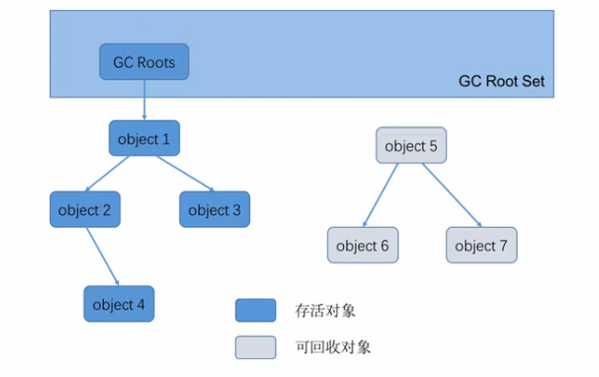 GC Roots
GC Root Set
object 1
object 5
object 2
object 3
object 6
object 7
object 4
存活对象
可回收对象